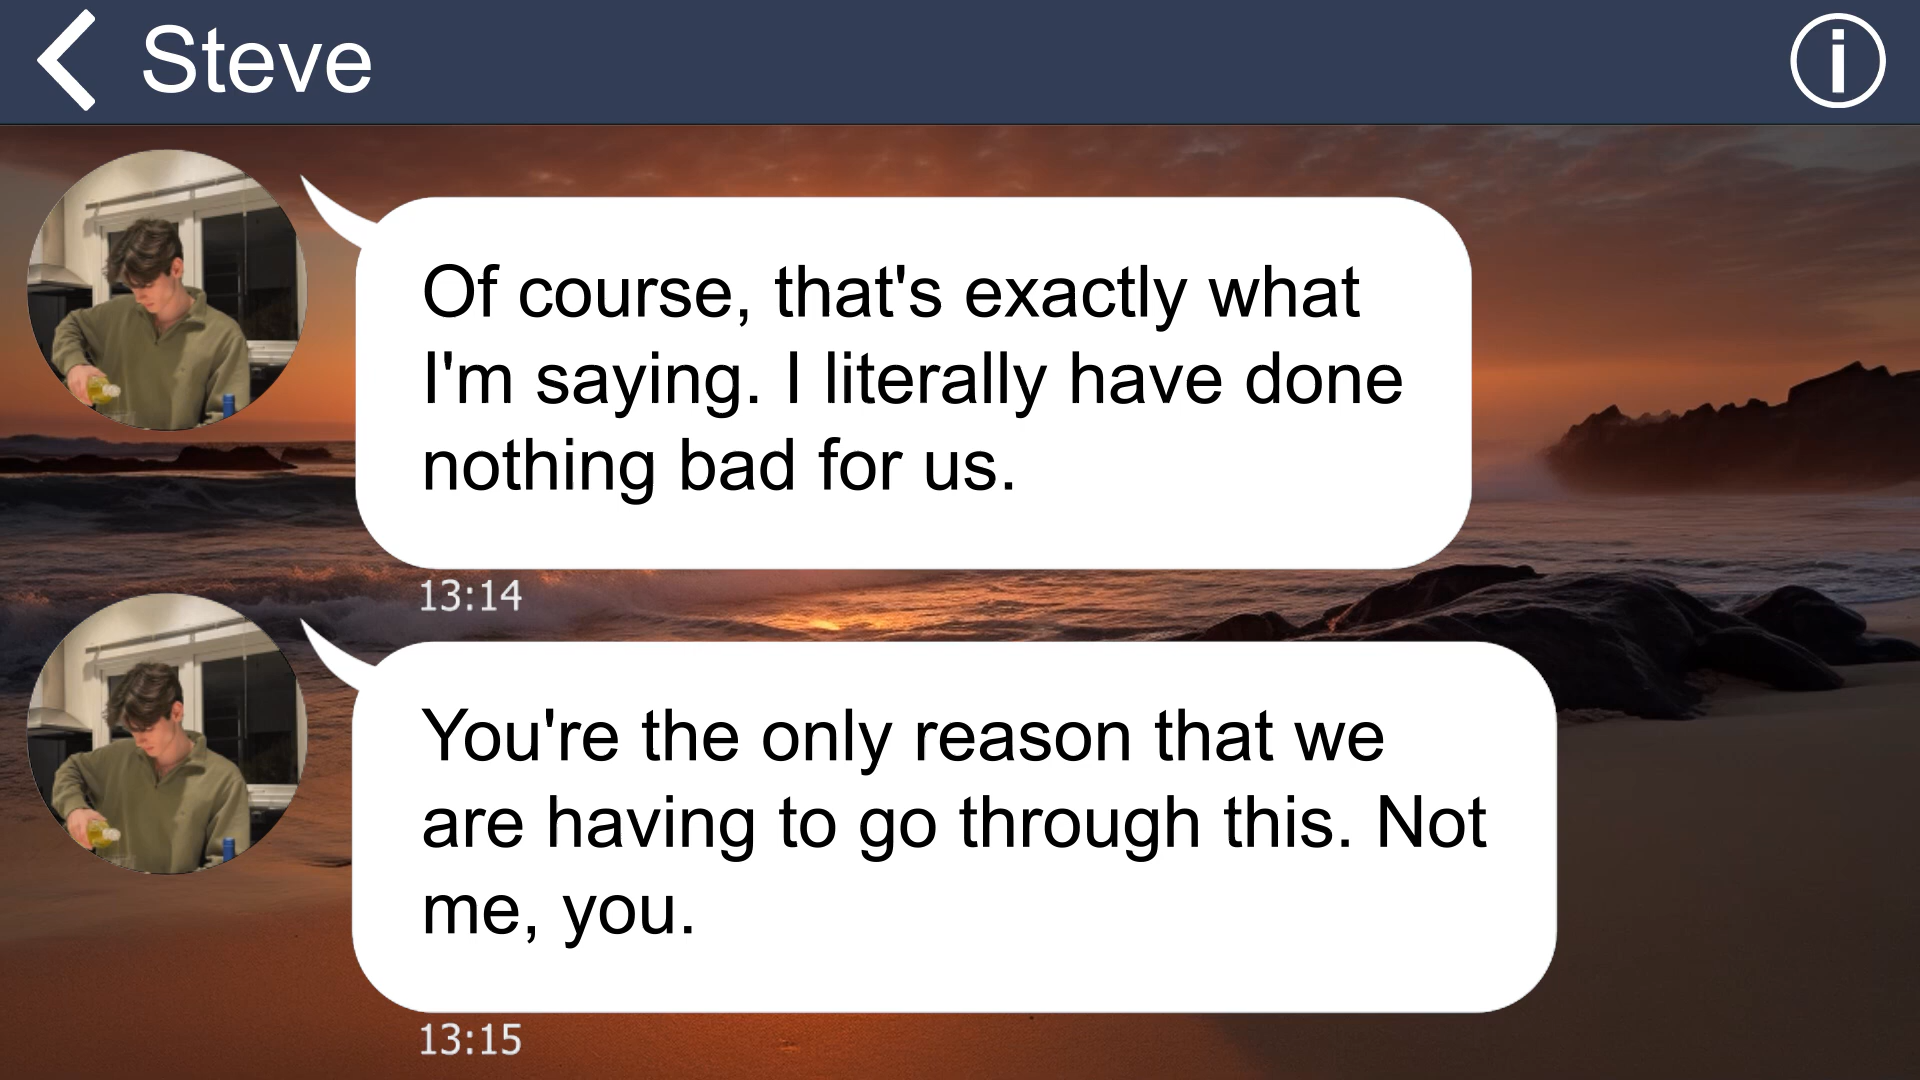 Steve
Of course, that's exactly what
I'm saying. I literally have done
nothing bad for us.
13:14
You're the only reason that we
are having to go through this. Not
me, you.
13:15